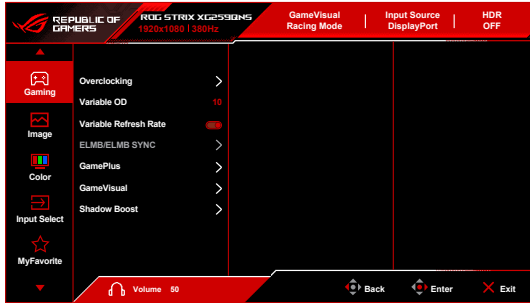 REPUBLIC OF
GAMERS
ROG STRIX XG259QNS
1920x1080 380Hz
GameVisual
Racing Mode
Input Source
DisplayPort
HDR
OFF
Gaming
Image
Color
Input Select
MyFavorite
Overclocking
Variable OD 10
Variable Refresh Rate
ELMB/ELMB SYNC
GamePlus
GameVisual
Shadow Boost
Volume 50
Back
Enter
Exit